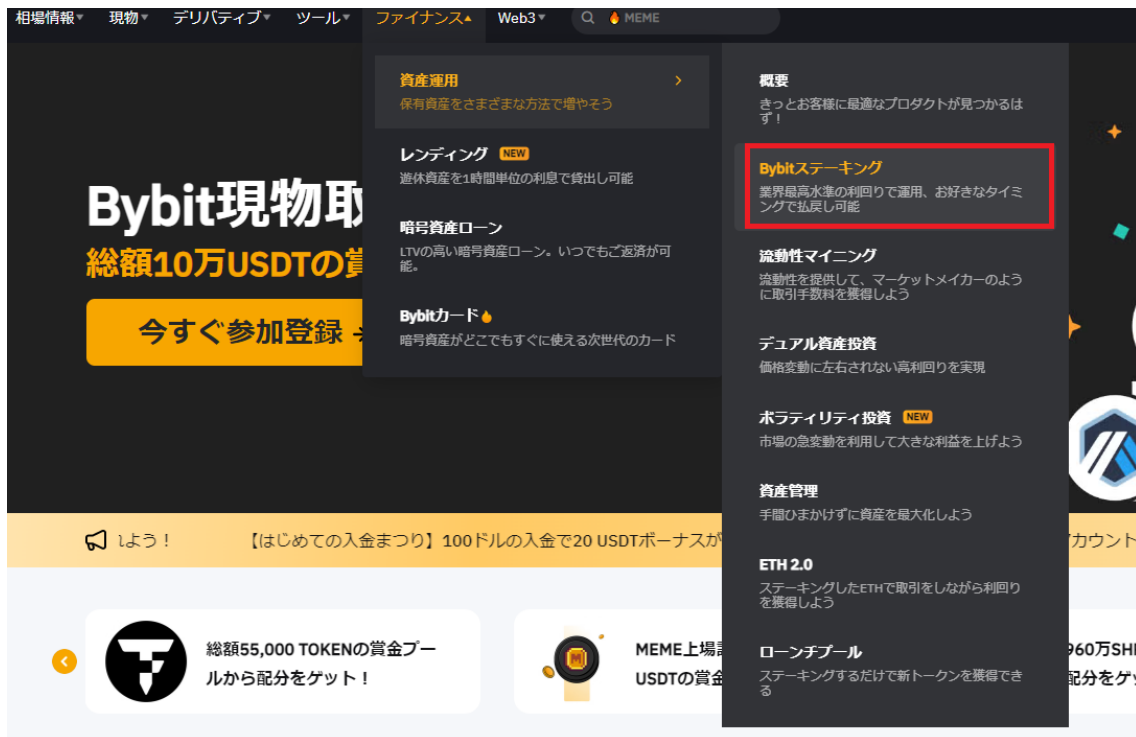 相場情報▾ 現物▾ デリバティブ▾ ツール▾ ファイナンス▴ Web3▾ MEME
資産運用
保有資産をさまざまな方法で増やそう
レンディング NEW
遊休資産を1時間単位の利息で貸出し可能
暗号資産ローン
LTVの高い暗号資産ローン。いつでもご返済が可
能。
Bybitカード
暗号資産がどこでもすぐに使える次世代のカード
概要
きっとお客様に最適なプロダクトが見つかるは
ず！
Bybitステーキング
業界最高水準の利回りで運用、お好きなタイミ
ングで払戻し可能
流動性マイニング
流動性を提供して、マーケットメイカーのよう
に取引手数料を獲得しよう
デュアル資産投資
価格変動に左右されない高利回りを実現
ボラティリティ投資 NEW
市場の急変動を利用して大きな利益を上げよう
資産管理
手間ひまかけずに資産を最大化しよう
ETH 2.0
ステーキングしたETHで取引をしながら利回り
を獲得しよう
ローンチプール
ステーキングするだけで新トークンを獲得でき
る
Bybit現物取
総額10万USDTの賞
今すぐ参加登録 →
しよう！ 【はじめての入金まつり】100ドルの入金で20 USDTボーナスが カウント
総額55,000 TOKENの賞金プー
ルから配分をゲット！
MEME上場
USDTの賞金
960万SHI
配分をゲッ